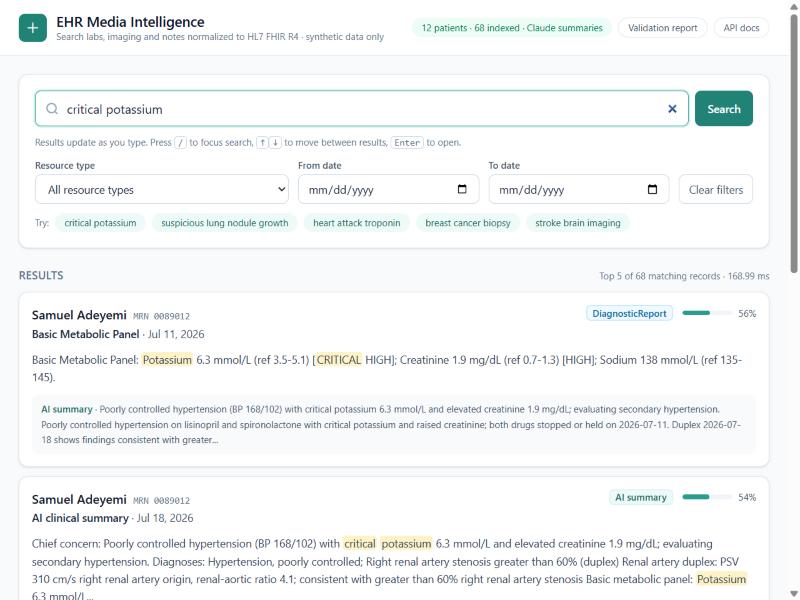 EHR Media Intelligence
Search labs, imaging and notes normalized to HL7 FHIR R4 · synthetic data only
12 patients · 68 indexed · Claude summaries
Validation report
API docs
critical potassium
Search
Results update as you type. Press / to focus search, ↑ ↓ to move between results, Enter to open.
Resource type
From date
To date
All resource types
mm/dd/yyyy
mm/dd/yyyy
Clear filters
Try: critical potassium suspicious lung nodule growth heart attack troponin breast cancer biopsy stroke brain imaging
RESULTS
Top 5 of 68 matching records · 168.99 ms
Samuel Adeyemi MRN 0089012
DiagnosticReport 56%
Basic Metabolic Panel · Jul 11, 2026
Basic Metabolic Panel: Potassium 6.3 mmol/L (ref 3.5-5.1) [CRITICAL HIGH]; Creatinine 1.9 mg/dL (ref 0.7-1.3) [HIGH]; Sodium 138 mmol/L (ref 135-
145).
AI summary · Poorly controlled hypertension (BP 168/102) with critical potassium 6.3 mmol/L and elevated creatinine 1.9 mg/dL; evaluating secondary hypertension.
Poorly controlled hypertension on lisinopril and spironolactone with critical potassium and raised creatinine; both drugs stopped or held on 2026-07-11. Duplex 2026-07-
18 shows findings consistent with greater...
Samuel Adeyemi MRN 0089012
AI summary 54%
AI clinical summary · Jul 18, 2026
Chief concern: Poorly controlled hypertension (BP 168/102) with critical potassium 6.3 mmol/L and elevated creatinine 1.9 mg/dL; evaluating
secondary hypertension. Diagnoses: Hypertension, poorly controlled; Right renal artery stenosis greater than 60% (duplex) Renal artery duplex: PSV
310 cm/s right renal artery origin, renal-aortic ratio 4.1; consistent with greater than 60% right renal artery stenosis Basic metabolic panel: Potassium
6.3 mmol/L...